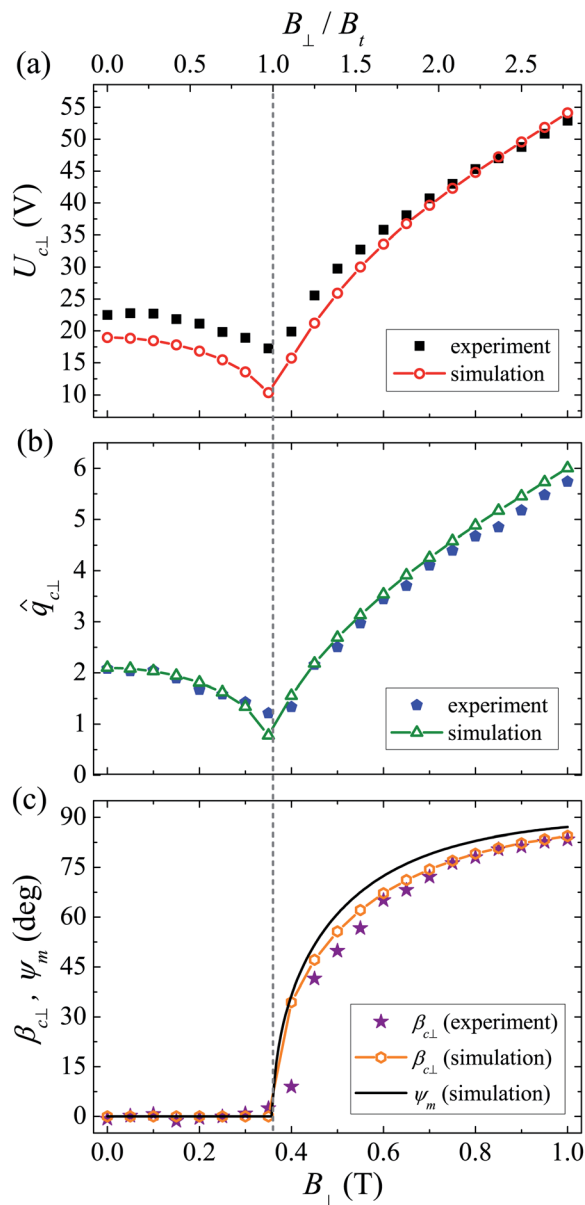 B⊥ / Bt
(a)
0.0 0.5 1.0 1.5 2.0 2.5
55
50
45
40
35
30
25
20
15
10
Uc⊥ (V)
experiment
simulation
(b)
6
5
4
3
2
1
0
q̂c⊥
experiment
simulation
(c)
90
75
60
45
30
15
0
βc⊥, ψm (deg)
βc⊥ (experiment)
βc⊥ (simulation)
ψm (simulation)
0.0 0.2 0.4 0.6 0.8 1.0
B⊥ (T)